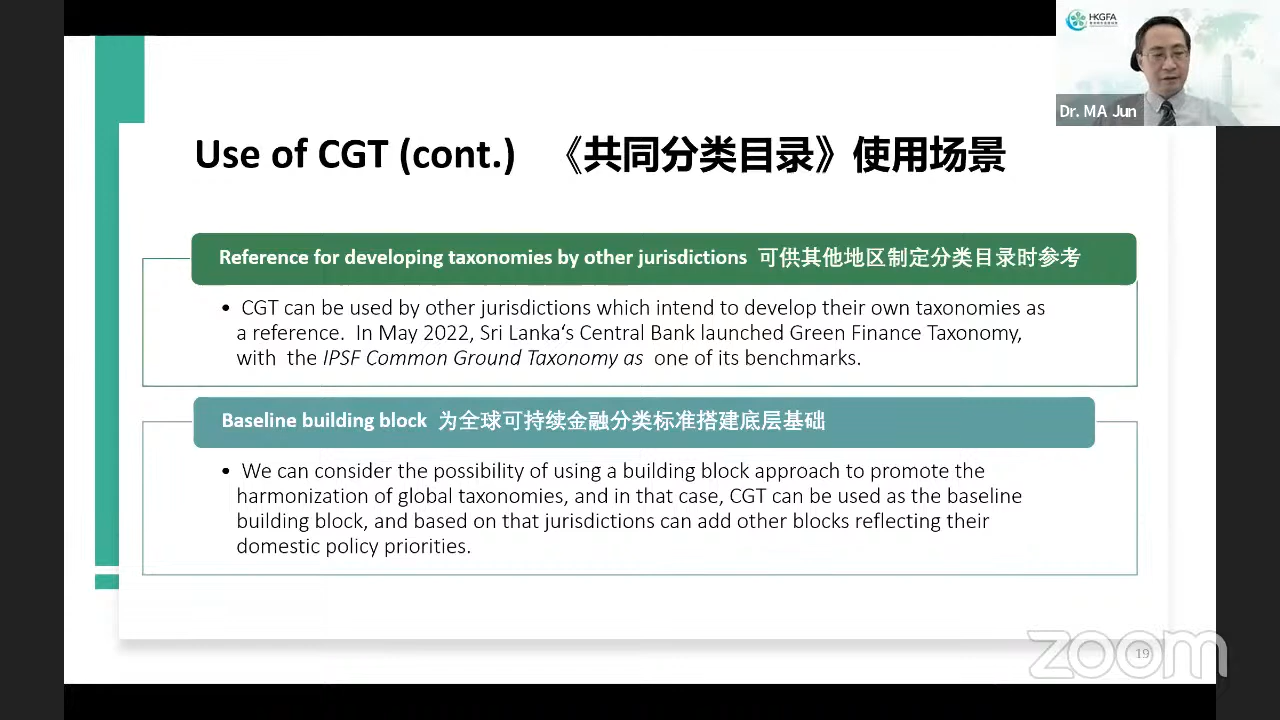 HKGFA
Dr. MA Jun
Use of CGT (cont.) 《共同分类目录》使用场景
Reference for developing taxonomies by other jurisdictions 可供其他地区制定分类目录时参考
• CGT can be used by other jurisdictions which intend to develop their own taxonomies as
a reference. In May 2022, Sri Lanka‘s Central Bank launched Green Finance Taxonomy,
with the IPSF Common Ground Taxonomy as one of its benchmarks.
Baseline building block 为全球可持续金融分类标准搭建底层基础
• We can consider the possibility of using a building block approach to promote the
harmonization of global taxonomies, and in that case, CGT can be used as the baseline
building block, and based on that jurisdictions can add other blocks reflecting their
domestic policy priorities.
zoom
19